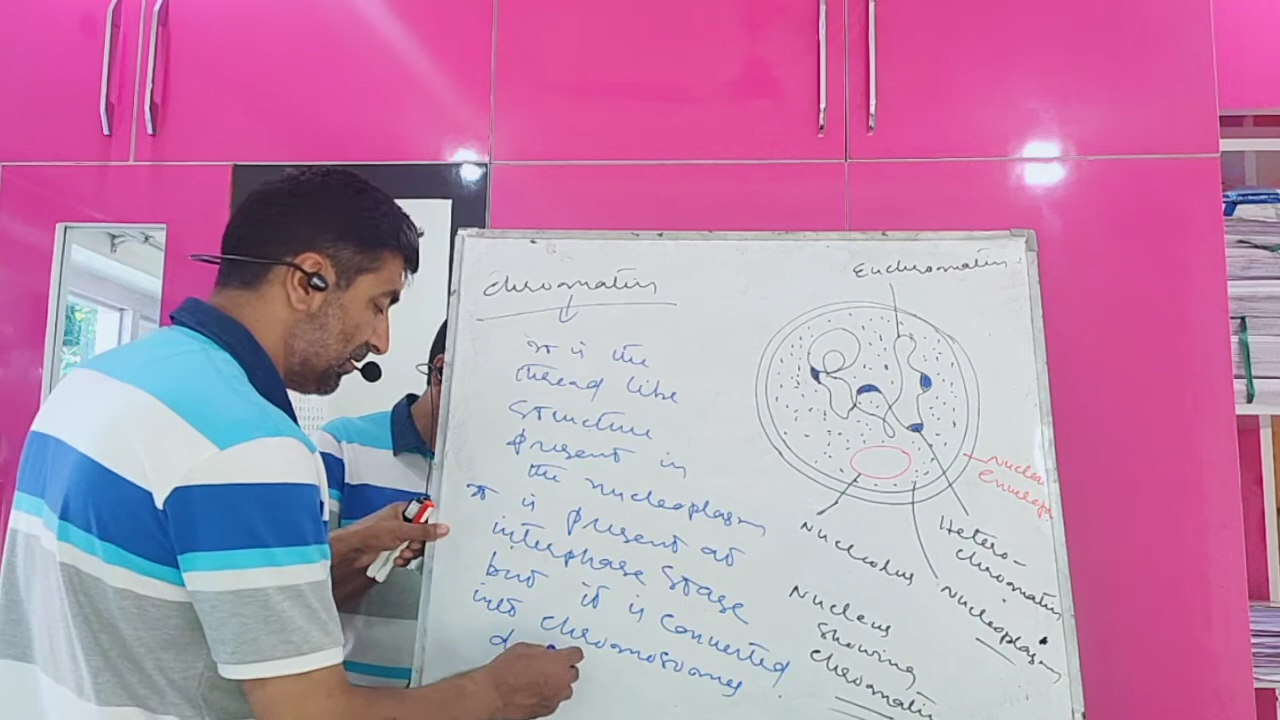 Chromatin
It is the
thread like
structure
present in
the nucleoplasm
It is present at
interphase stage
but it is converted
into chromosomes
d
Euchromatin
Nuclear
Envelope
Hetero-
chromatin
Nucleoplasm
Nucleolus
Nucleus
showing
chromatin